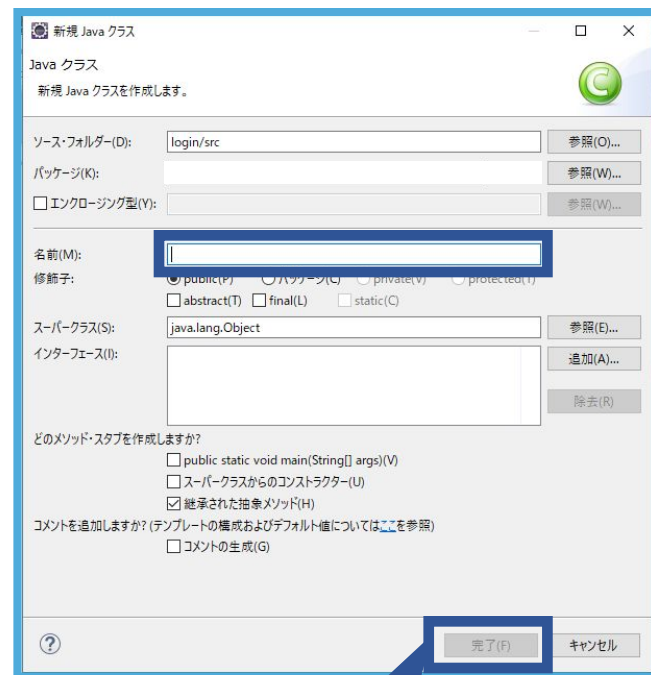 新規 Java クラス
Java クラス
新規 Java クラスを作成します。
ソース・フォルダー(D): login/src 参照(O)...
パッケージ(K): 参照(W)...
エンクロージング型(Y): 参照(W)...
名前(M):
修飾子: public(P) パッケージ(C) private(V) protected(T)
abstract(T) final(L) static(C)
スーパークラス(S): java.lang.Object 参照(E)...
インターフェース(I): 追加(A)...
除去(R)
どのメソッド・スタブを作成しますか?
public static void main(String[] args)(V)
スーパークラスからのコンストラクター(U)
継承された抽象メソッド(H)
コメントを追加しますか? (テンプレートの構成およびデフォルト値についてはここを参照)
コメントの生成(G)
完了(F) キャンセル